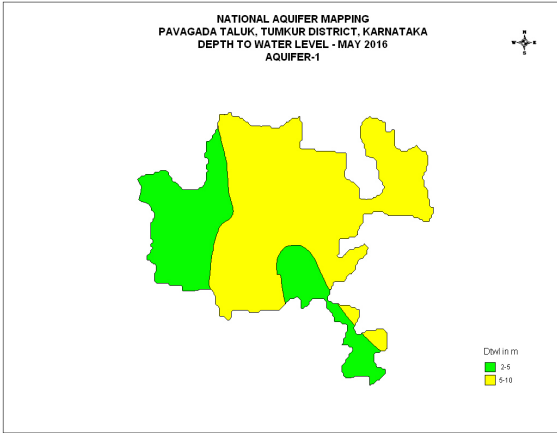 NATIONAL AQUIFER MAPPING
PAVAGADA TALUK, TUMKUR DISTRICT, KARNATAKA
DEPTH TO WATER LEVEL - MAY 2016
AQUIFER-1
N
W E
S
Dtwl in m
2-5
5-10